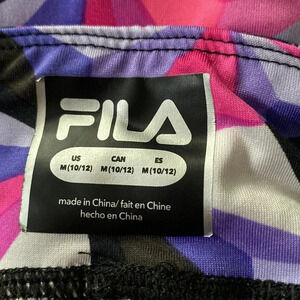 FILA
US CAN ES
M (10/12) M (10/12) M (10/12)
made in China/ fait en Chine
hecho en China